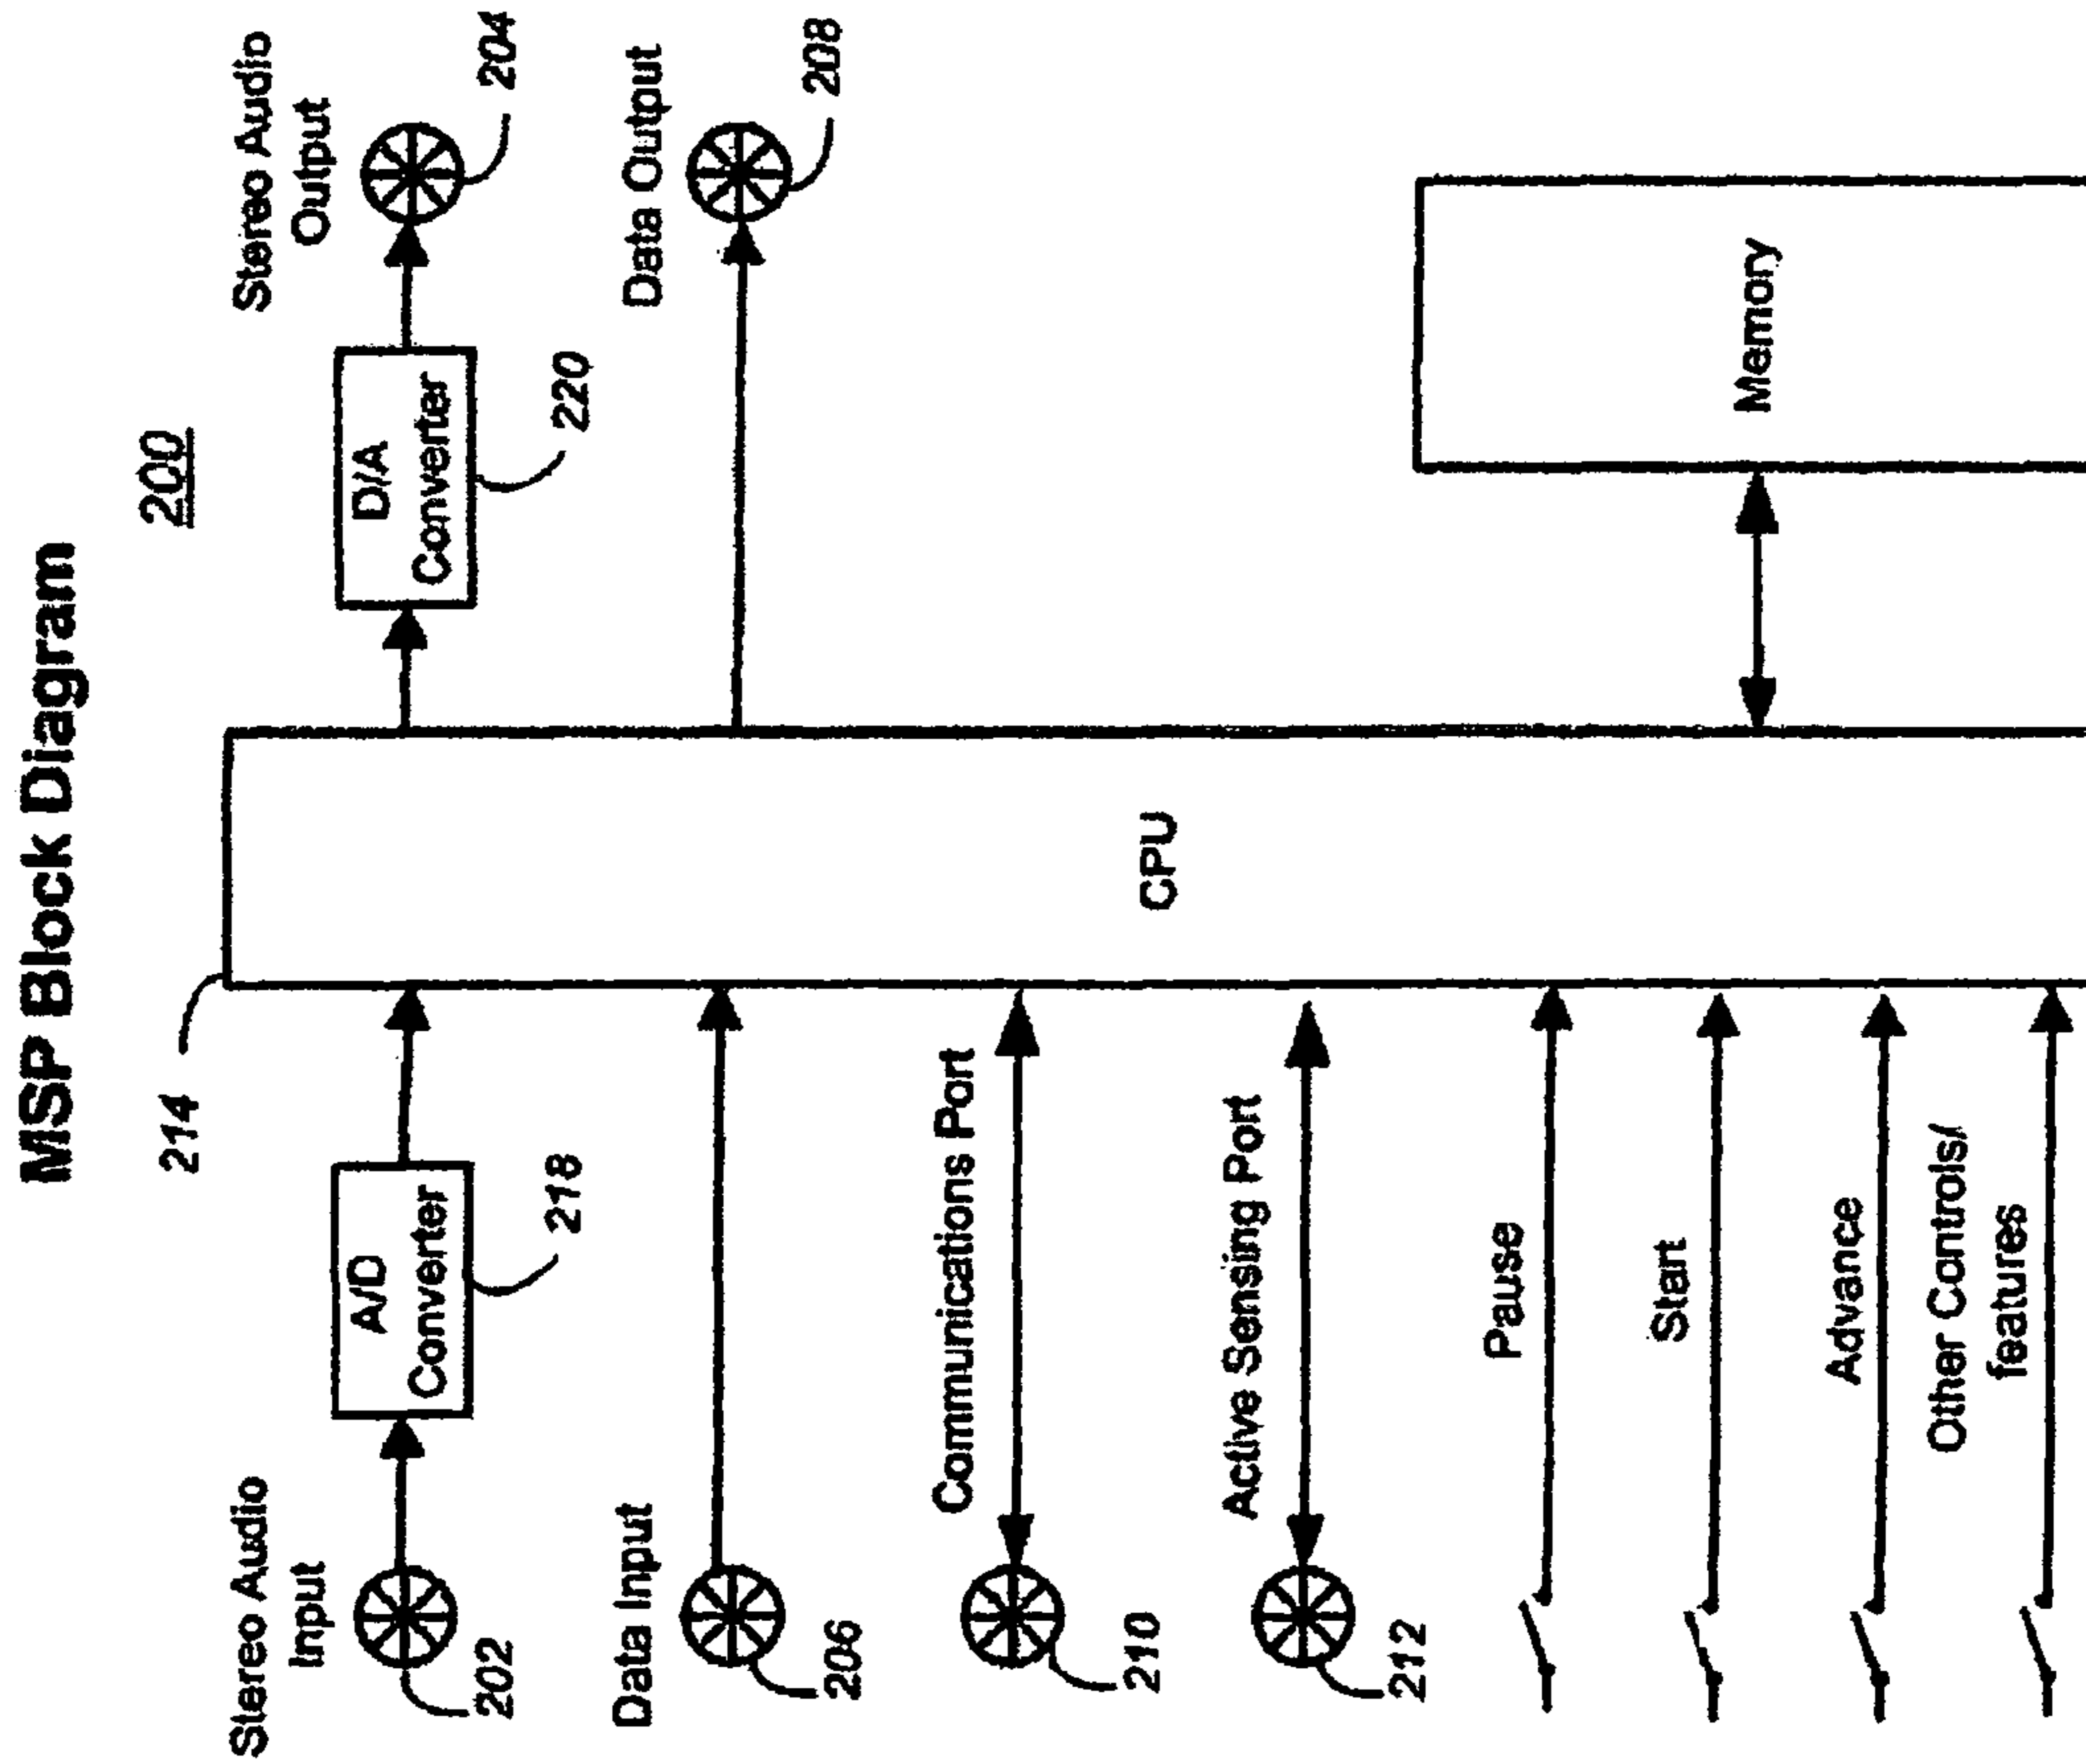 MSP Block Diagram
200
214
Stereo Audio
Input
202
A/D
Converter
218
D/A
Converter
220
Stereo Audio
Output
204
Data Input
206
Data Output
208
Communications Port
210
CPU
Active Sensing Port
212
Pause
Start
Memory
Advance
Other Controls/
features